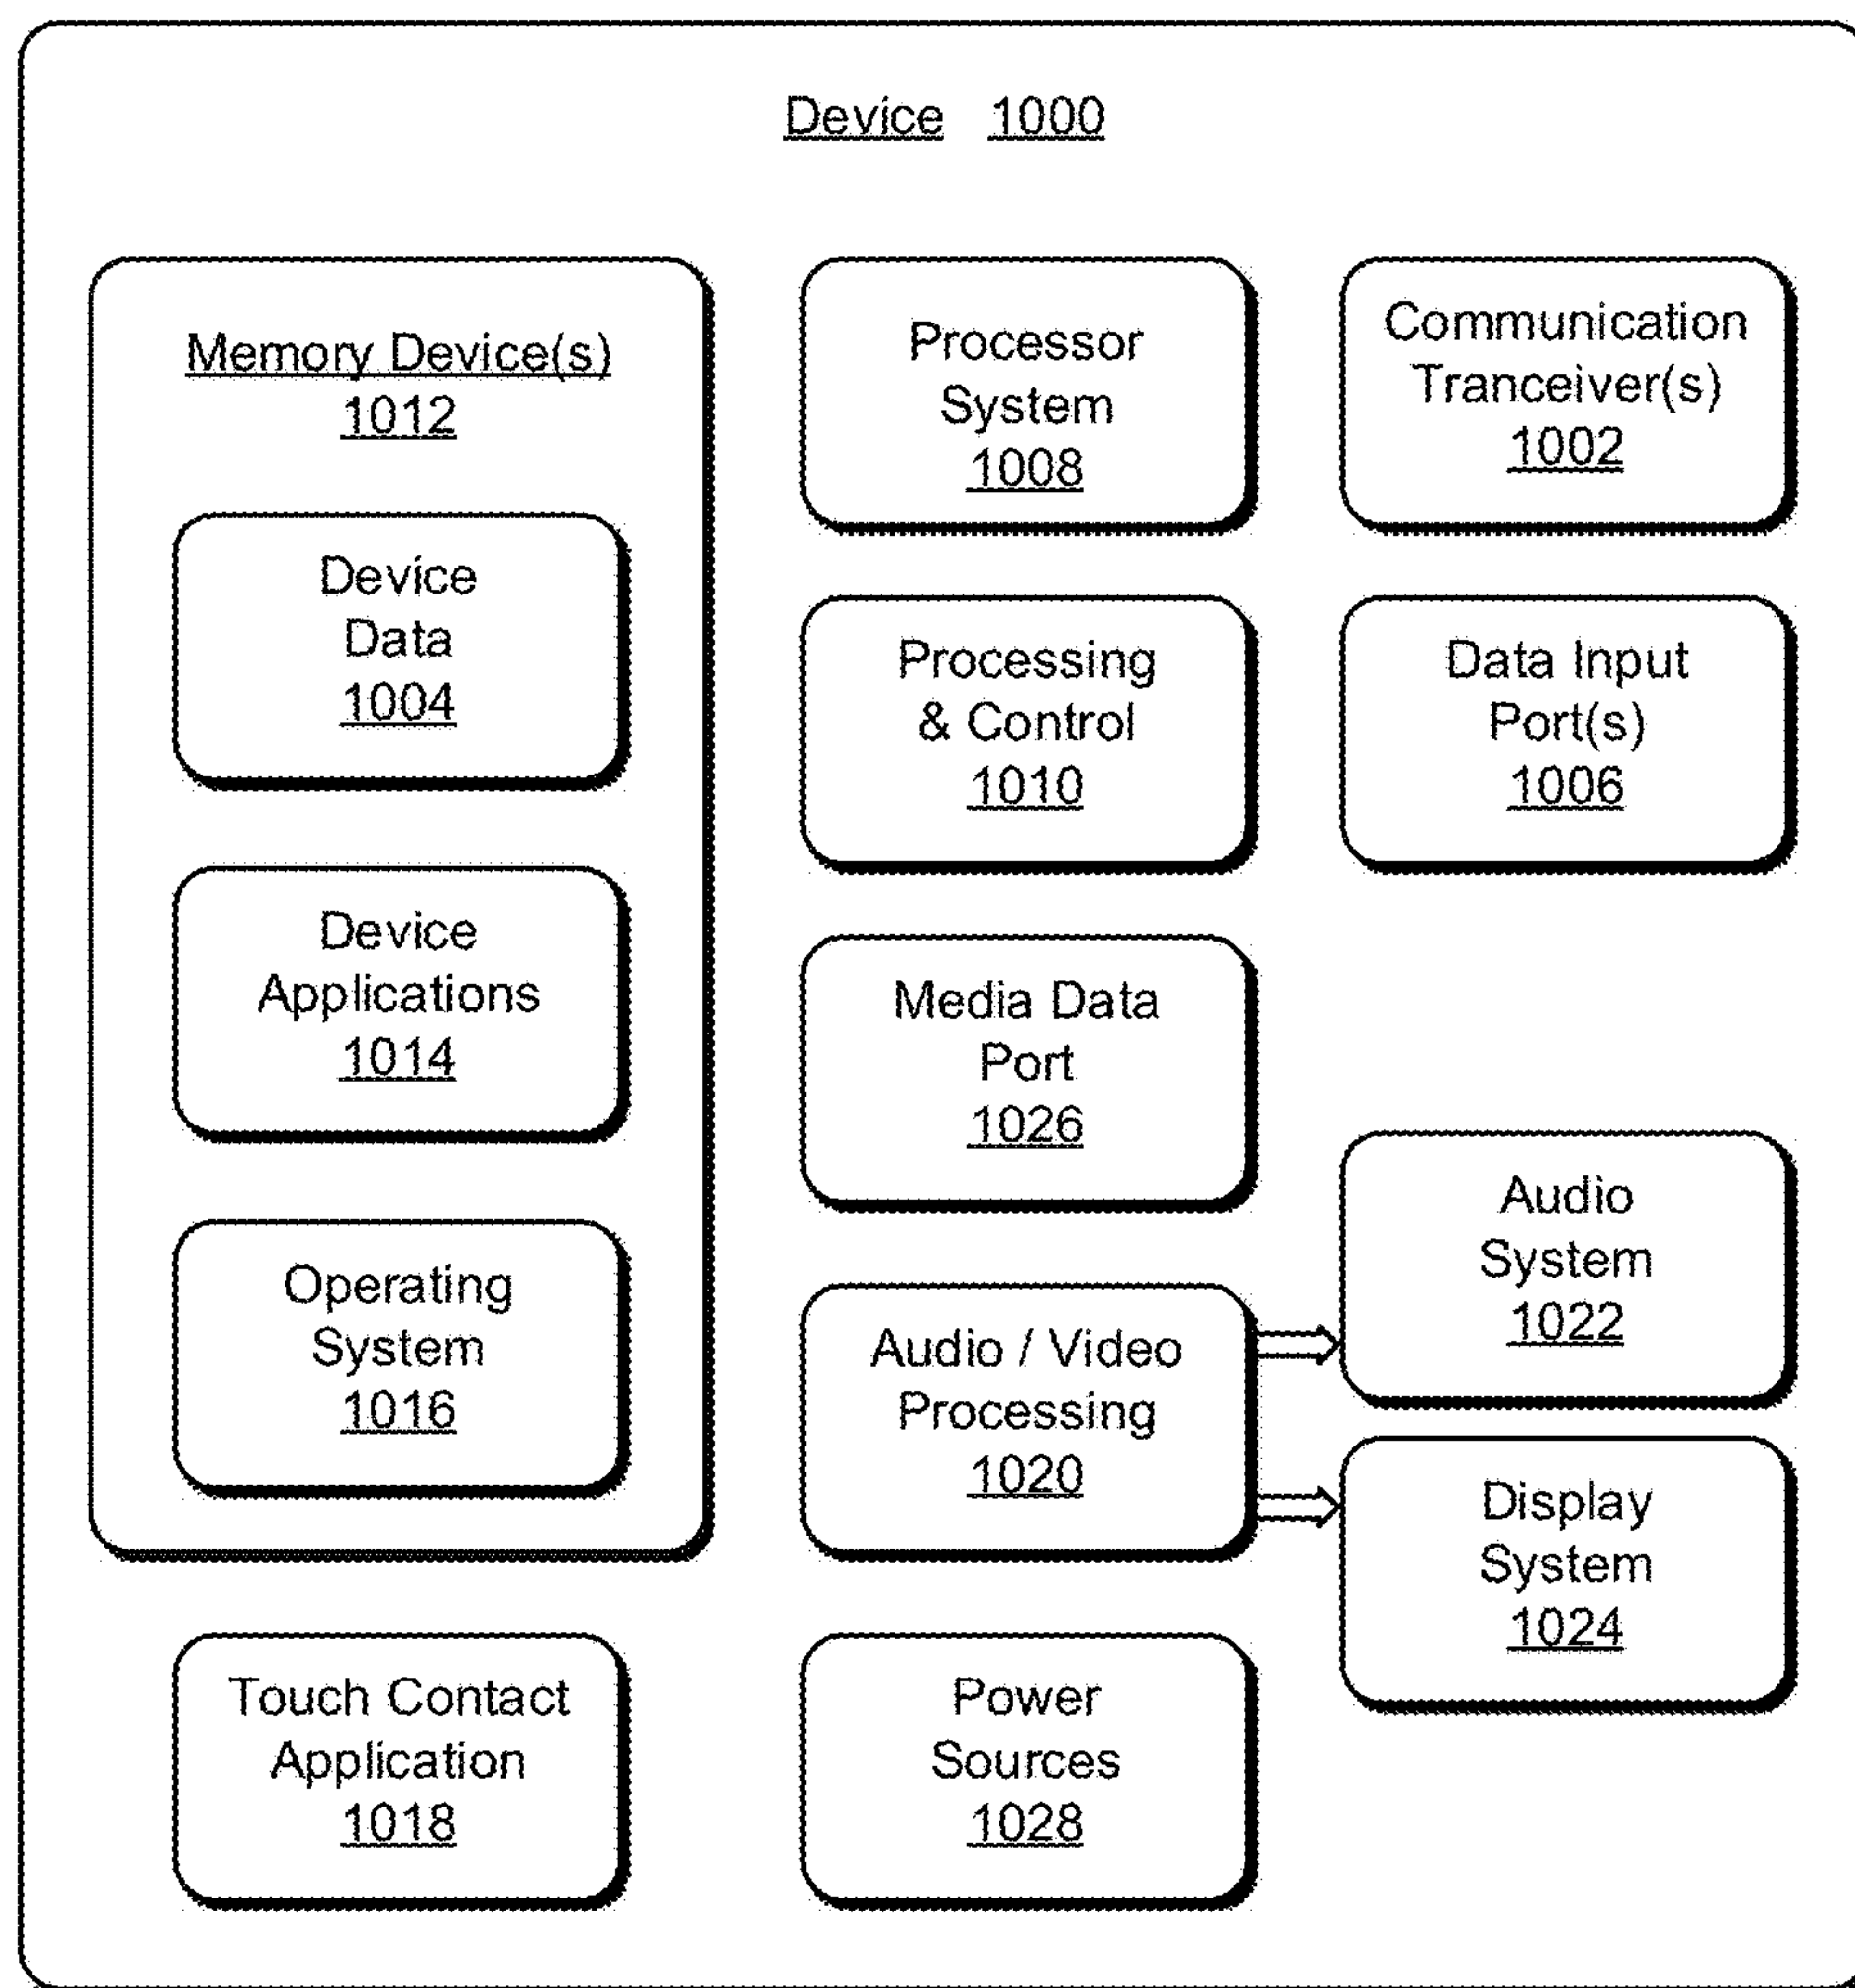 Device 1000
Memory Device(s)
1012
Device
Data
1004
Device
Applications
1014
Operating
System
1016
Touch Contact
Application
1018
Processor
System
1008
Processing
& Control
1010
Media Data
Port
1026
Audio / Video
Processing
1020
Power
Sources
1028
Communication
Tranceiver(s)
1002
Data Input
Port(s)
1006
Audio
System
1022
Display
System
1024